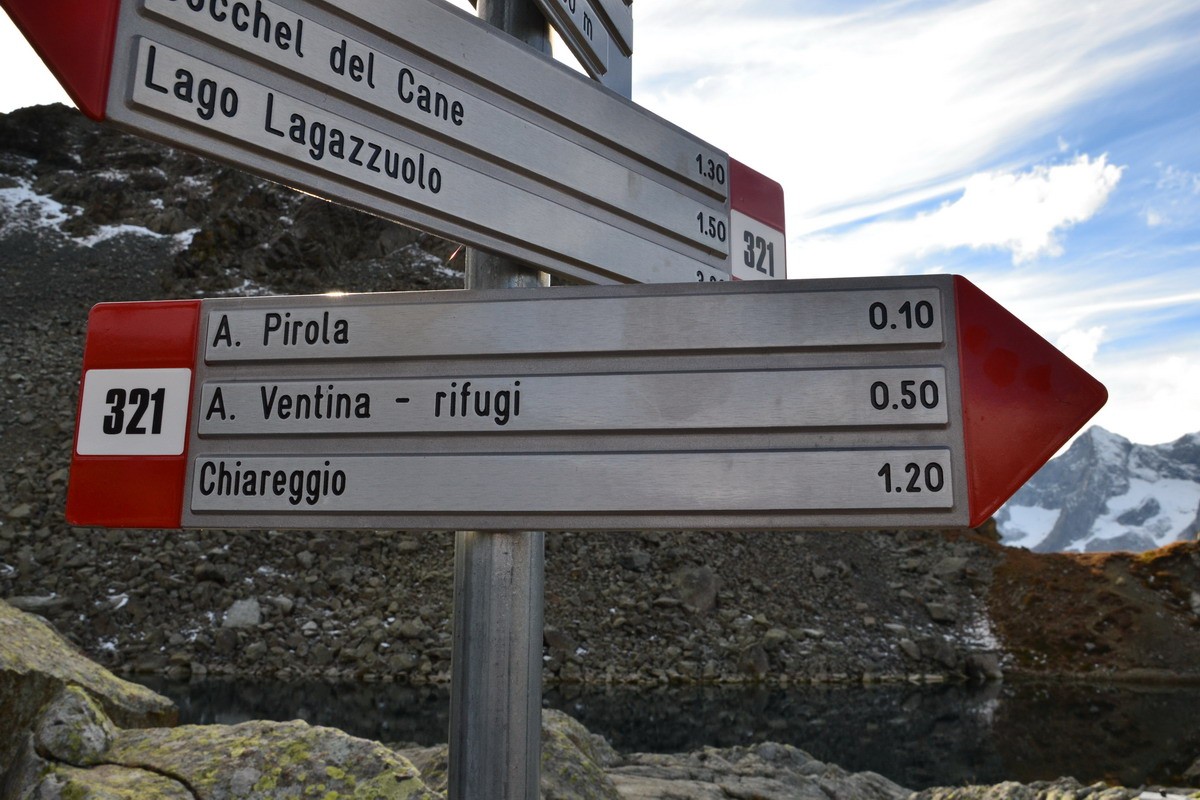 m
1.30
del Cane 1.50
Lago Lagazzuolo
321
A. Pirola 0.10
321 A. Ventina - rifugi 0.50
Chiareggio 1.20